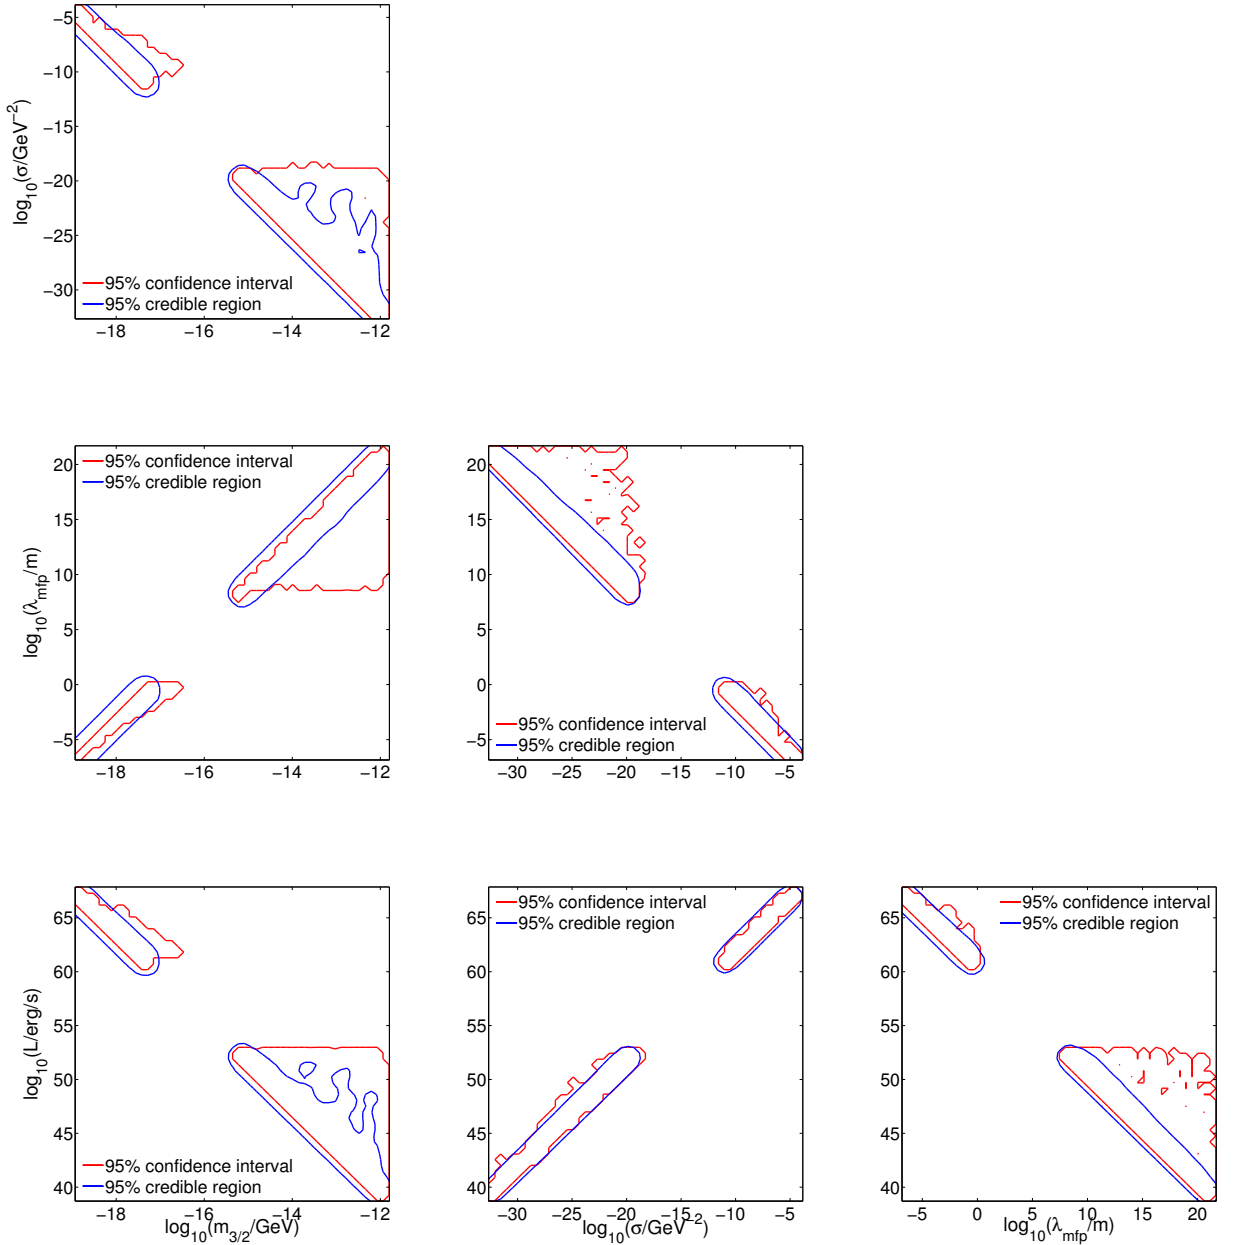 −5
−10
−15
−20
−25
−30
log10(σ/GeV−2)
95% confidence interval
95% credible region
−18 −16 −14 −12
20
15
10
5
0
−5
log10(λmfp/m)
95% confidence interval
95% credible region
−18 −16 −14 −12
20
15
10
5
0
−5
95% confidence interval
95% credible region
−30 −25 −20 −15 −10 −5
65
60
55
50
45
40
log10(L/erg/s)
95% confidence interval
95% credible region
−18 −16 −14 −12
log10(m3/2/GeV)
65
60
55
50
45
40
95% confidence interval
95% credible region
−30 −25 −20 −15 −10 −5
log10(σ/GeV−2)
65
60
55
50
45
40
95% confidence interval
95% credible region
−5 0 5 10 15 20
log10(λmfp/m)